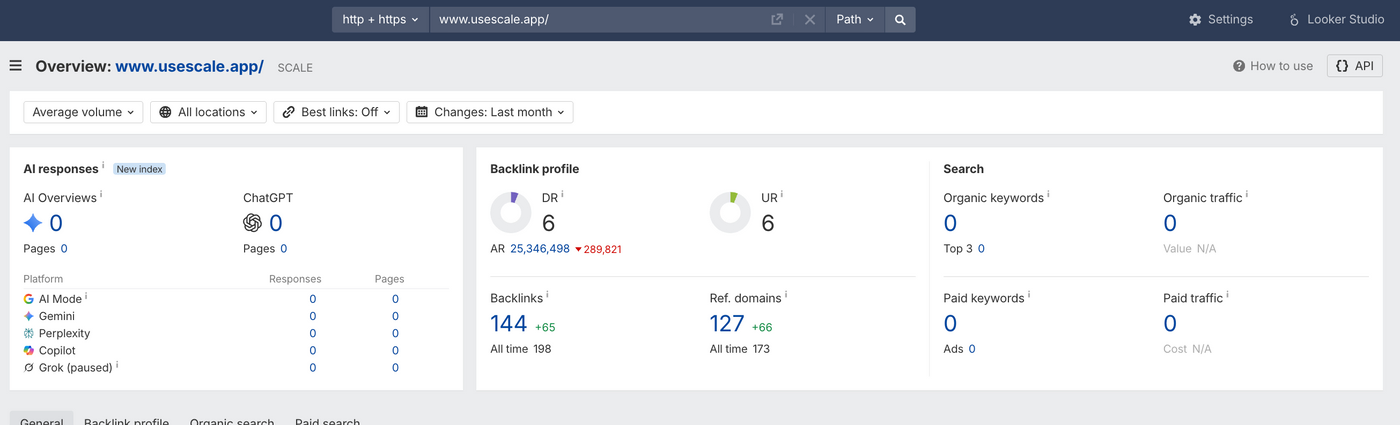 http + https www.usescale.app/ Path Settings Looker Studio
Overview: www.usescale.app/ SCALE How to use {} API
Average volume All locations Best links: Off Changes: Last month
AI responses i New index
AI Overviews i ChatGPT
0 0
Pages 0 Pages 0
Platform Responses Pages
AI Mode i 0 0
Gemini 0 0
Perplexity 0 0
Copilot 0 0
Grok (paused) i 0 0
Backlink profile
DR i UR i
6 6
AR 25,346,498 ▼289,821
Backlinks i Ref. domains i
144 +65 127 +66
All time 198 All time 173
Search
Organic keywords i Organic traffic i
0 0
Top 3 0 Value N/A
Paid keywords i Paid traffic i
0 0
Ads 0 Cost N/A
General Backlink profile Organic search Paid search